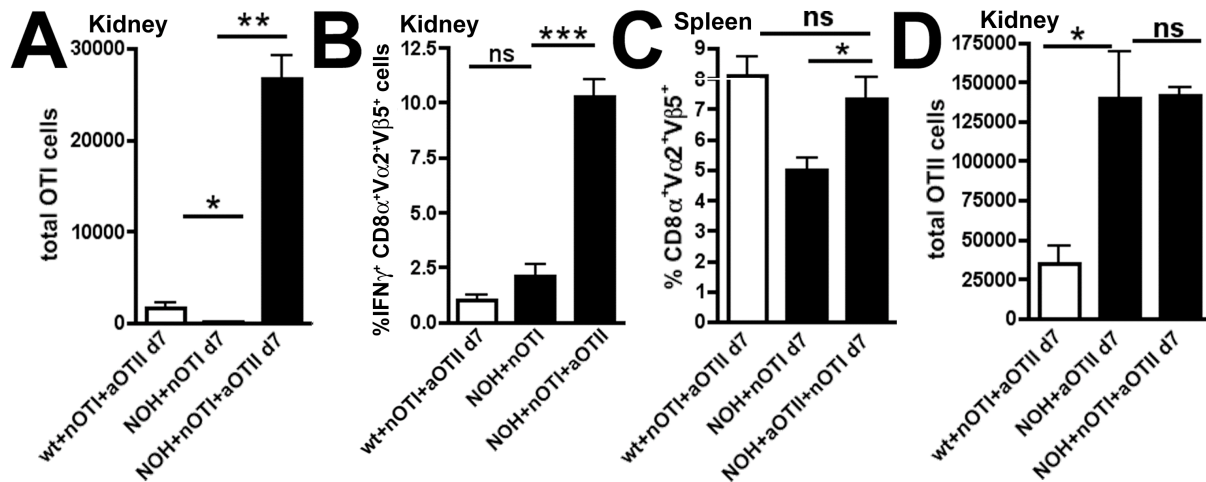 A Kidney
**
*
30000
20000
10000
0
total OTI cells
wt+nOTI+aOTII d7
NOH+nOTI d7
NOH+nOTI+aOTII d7
B Kidney
ns
***
12.5
10.0
7.5
5.0
2.5
0.0
%IFNγ⁺ CD8α⁺Vα2⁺Vβ5⁺ cells
wt+nOTI+aOTII d7
NOH+nOTI
NOH+nOTI+aOTII
C Spleen
ns
*
9
8
7
6
5
4
3
2
1
0
% CD8α⁺Vα2⁺Vβ5⁺
wt+nOTI+aOTII d7
NOH+nOTI d7
NOH+aOTII+nOTI d7
D Kidney
*
ns
175000
150000
125000
100000
75000
50000
25000
0
total OTII cells
wt+nOTI+aOTII d7
NOH+aOTII d7
NOH+nOTI+aOTII d7